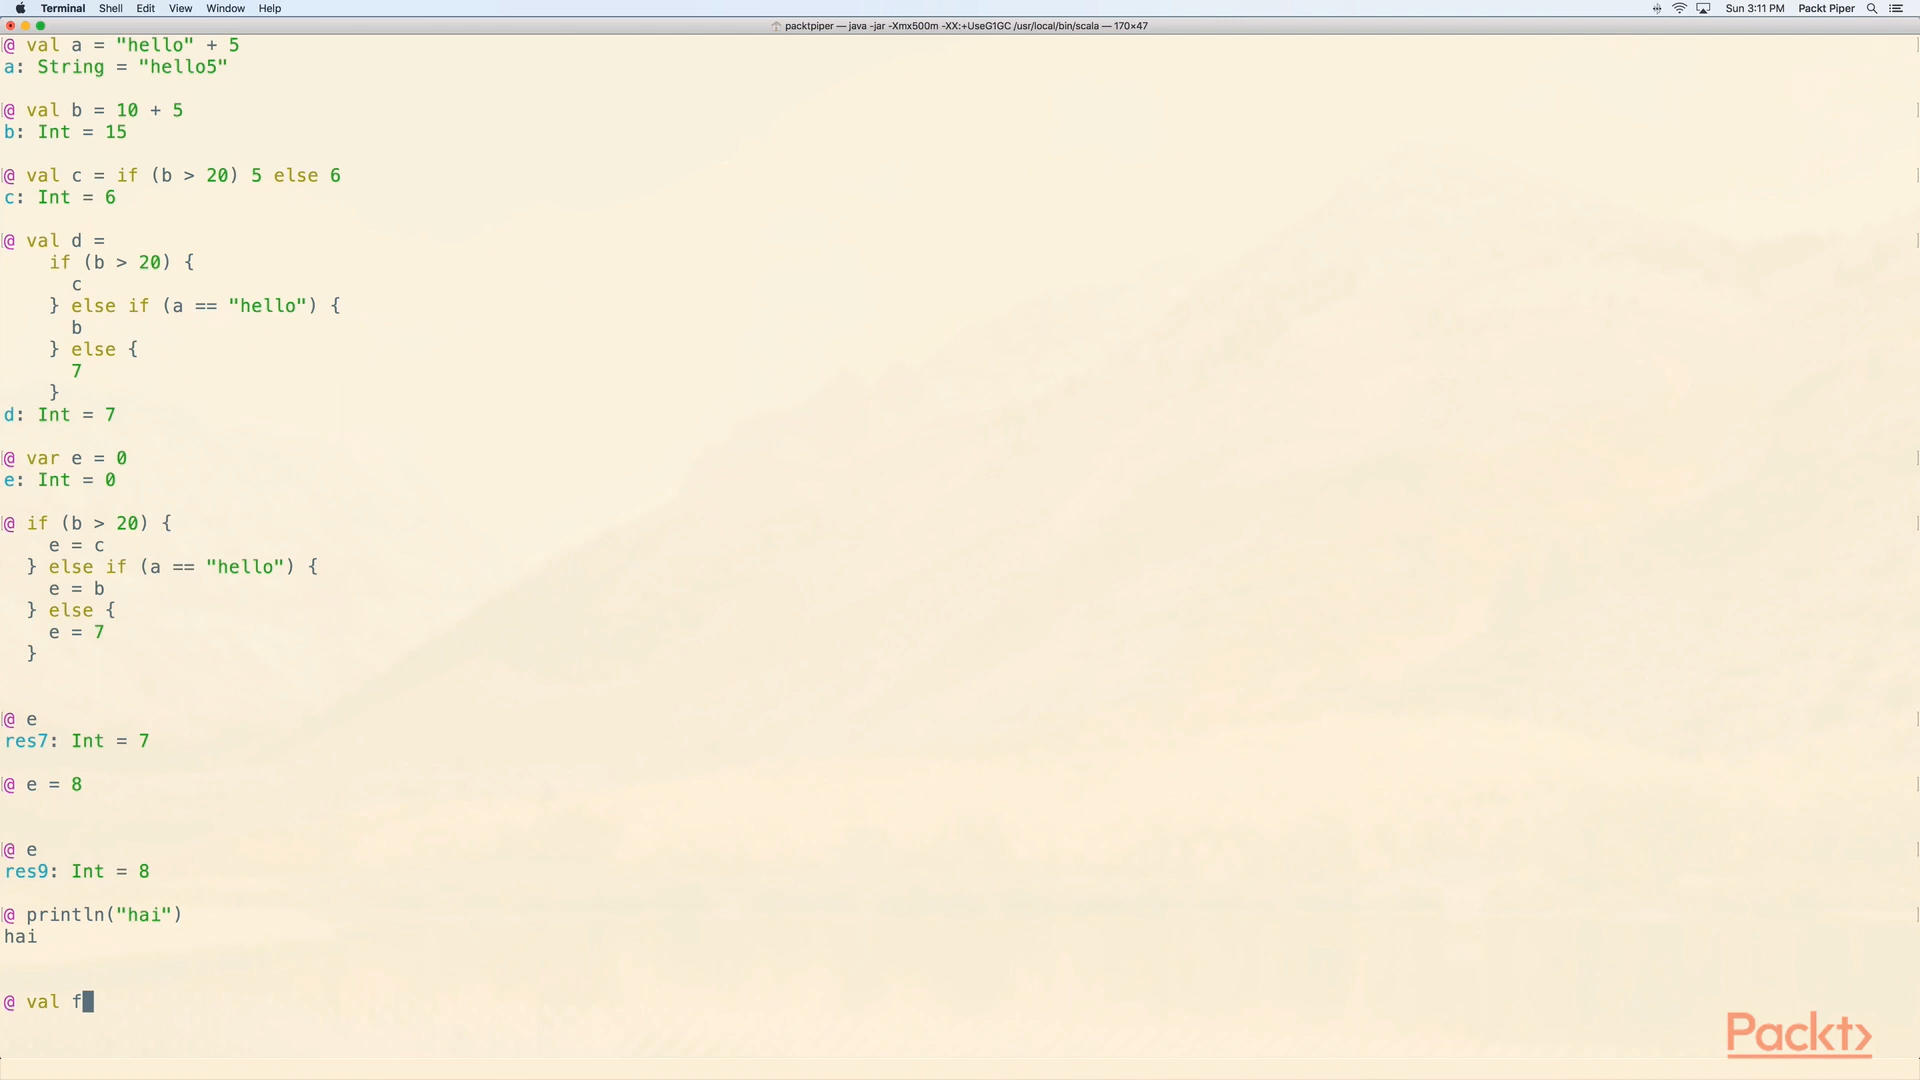 Terminal Shell Edit View Window Help Sun 3:11 PM Packt Piper
packtpiper — java -jar -Xmx500m -XX:+UseG1GC /usr/local/bin/scala — 170×47
@ val a = "hello" + 5
a: String = "hello5"
@ val b = 10 + 5
b: Int = 15
@ val c = if (b > 20) 5 else 6
c: Int = 6
@ val d =
if (b > 20) {
c
} else if (a == "hello") {
b
} else {
7
}
d: Int = 7
@ var e = 0
e: Int = 0
@ if (b > 20) {
e = c
} else if (a == "hello") {
e = b
} else {
e = 7
}
@ e
res7: Int = 7
@ e = 8
@ e
res9: Int = 8
@ println("hai")
hai
@ val f
Packt>